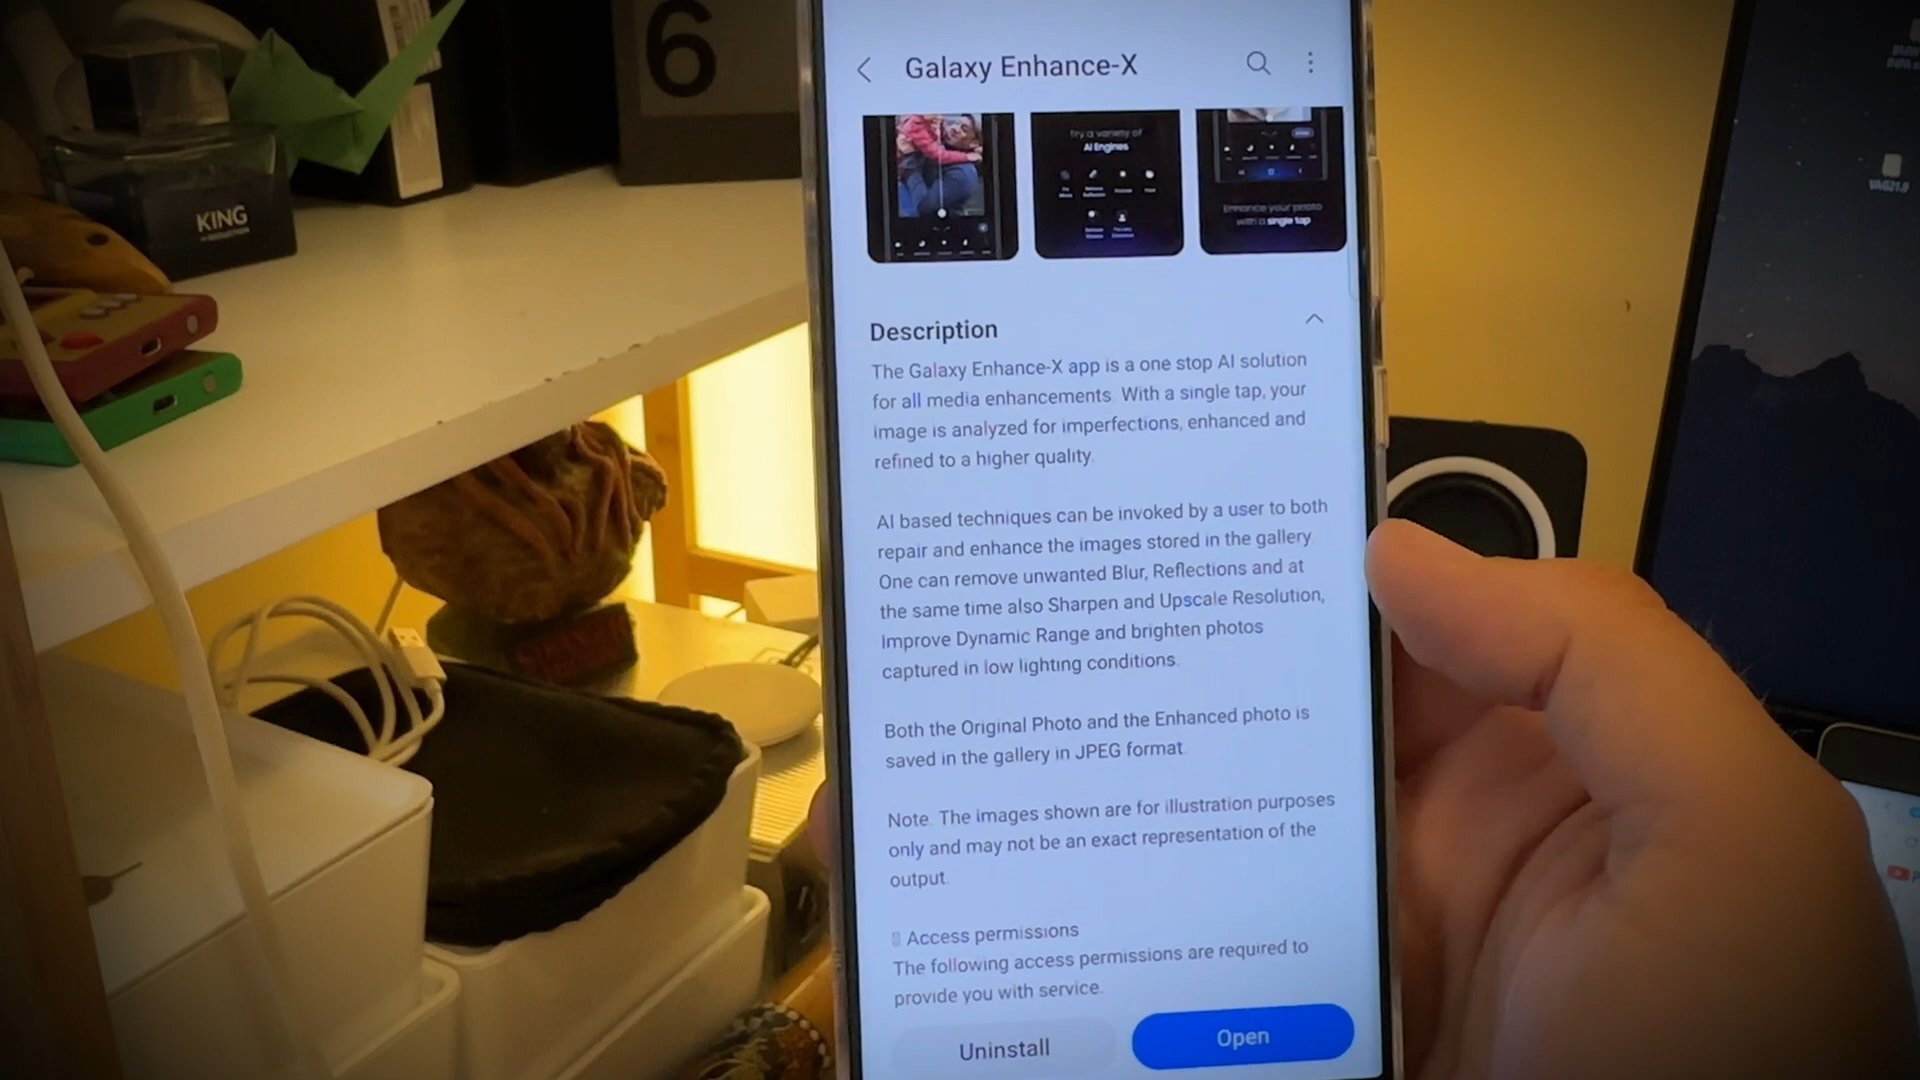 6
KING
Galaxy Enhance-X
Try a variety of
AI Engines
Enhance your photo
with a single tap
Description
The Galaxy Enhance-X app is a one stop AI solution
for all media enhancements. With a single tap, your
image is analyzed for imperfections, enhanced and
refined to a higher quality.
AI based techniques can be invoked by a user to both
repair and enhance the images stored in the gallery.
One can remove unwanted Blur, Reflections and at
the same time also Sharpen and Upscale Resolution,
Improve Dynamic Range and brighten photos
captured in low lighting conditions.
Both the Original Photo and the Enhanced photo is
saved in the gallery in JPEG format.
Note: The images shown are for illustration purposes
only and may not be an exact representation of the
output.
Access permissions
The following access permissions are required to
provide you with service.
Uninstall
Open